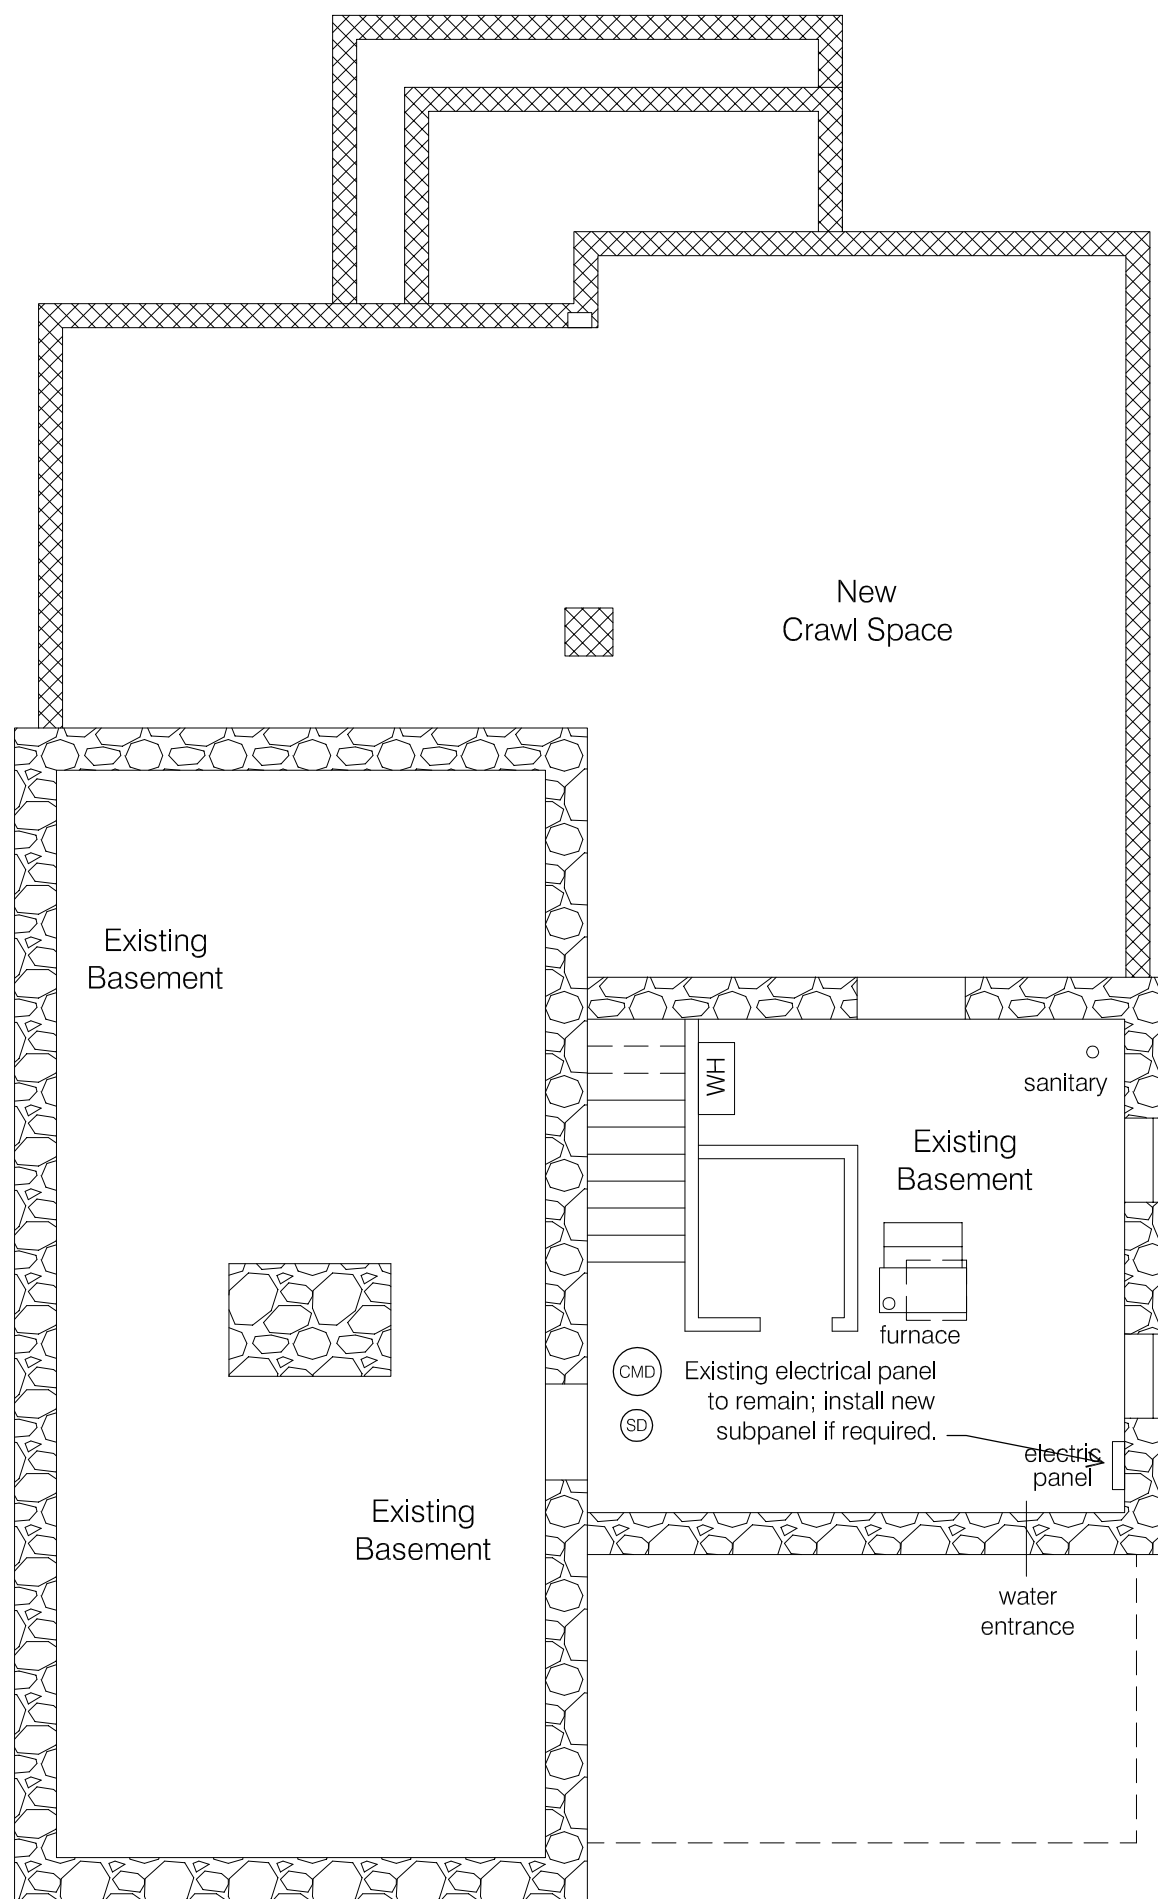 New
Crawl Space
Existing
Basement
WH
sanitary
Existing
Basement
furnace
CMD
SD
Existing electrical panel
to remain; install new
subpanel if required.
electric
panel
Existing
Basement
water
entrance